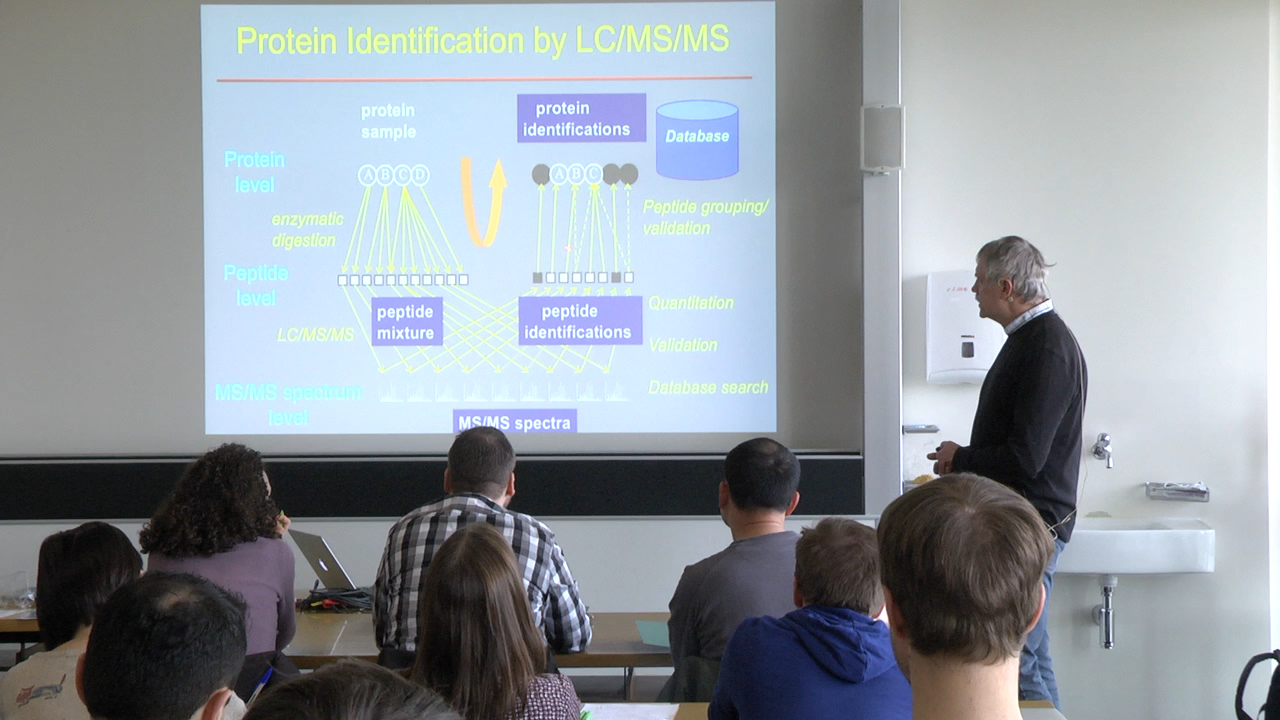 Protein Identification by LC/MS/MS
protein
sample
protein
identifications
Database
Protein
level
A B C D
A B C
enzymatic
digestion
Peptide grouping/
validation
Peptide
level
peptide
mixture
peptide
identifications
Quantitation
LC/MS/MS
Validation
MS/MS spectrum
level
Database search
MS/MS spectra